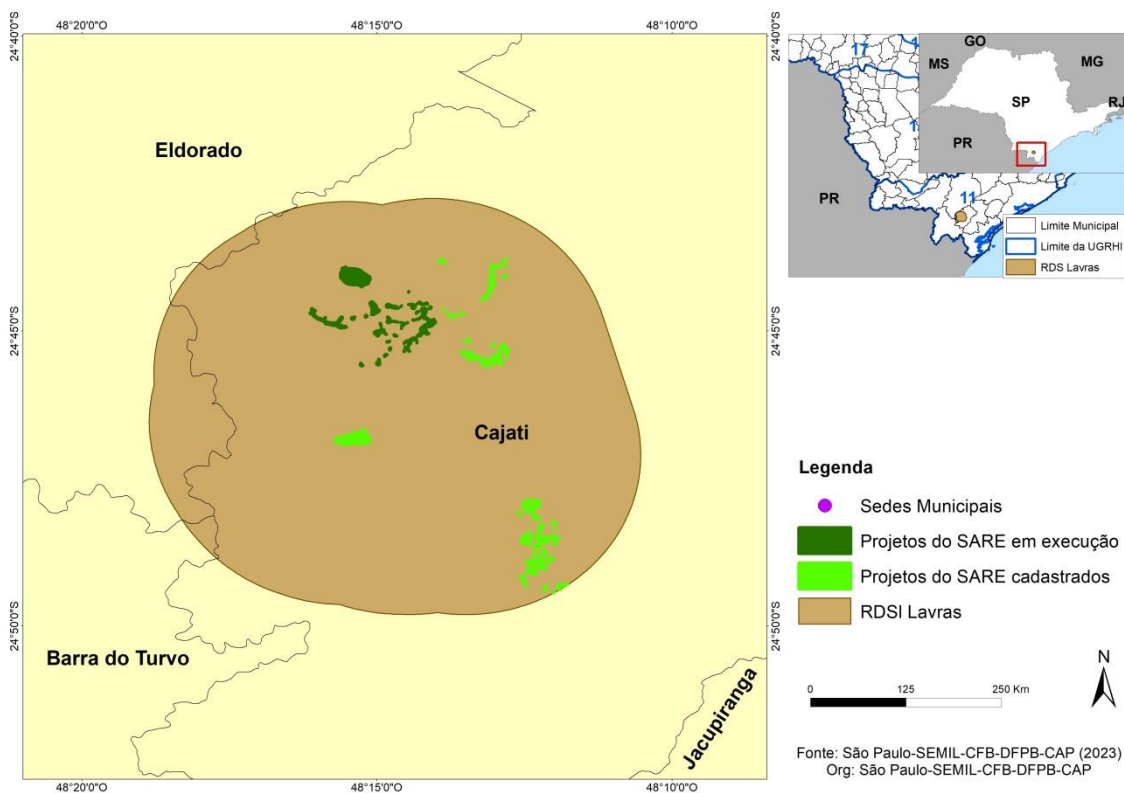 48°20'0"O
48°15'0"O
48°10'0"O
24°40'0"S
24°40'0"S
24°45'0"S
24°45'0"S
24°50'0"S
24°50'0"S
Eldorado
Cajati
Barra do Turvo
Jacupiranga
48°20'0"O
48°15'0"O
48°10'0"O
17
11
PR
GO
MS
MG
SP
RJ
PR
Limite Municipal
Limite da UGRHI
RDS Lavras
Legenda
Sedes Municipais
Projetos do SARE em execução
Projetos do SARE cadastrados
RDSI Lavras
0 125 250 Km
N
Fonte: São Paulo-SEMIL-CFB-DFPB-CAP (2023)
Org: São Paulo-SEMIL-CFB-DFPB-CAP